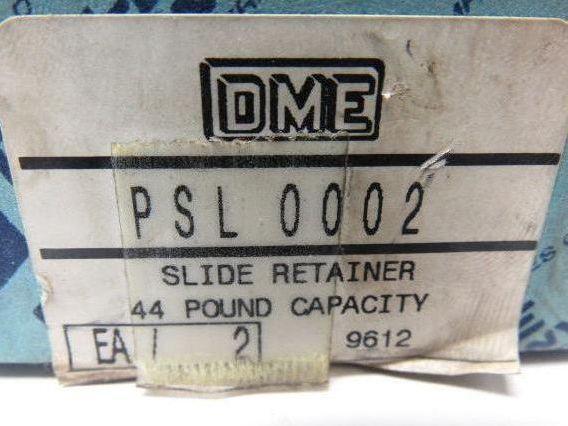 DME
PSL 0002
SLIDE RETAINER
44 POUND CAPACITY
EA / 2 9612